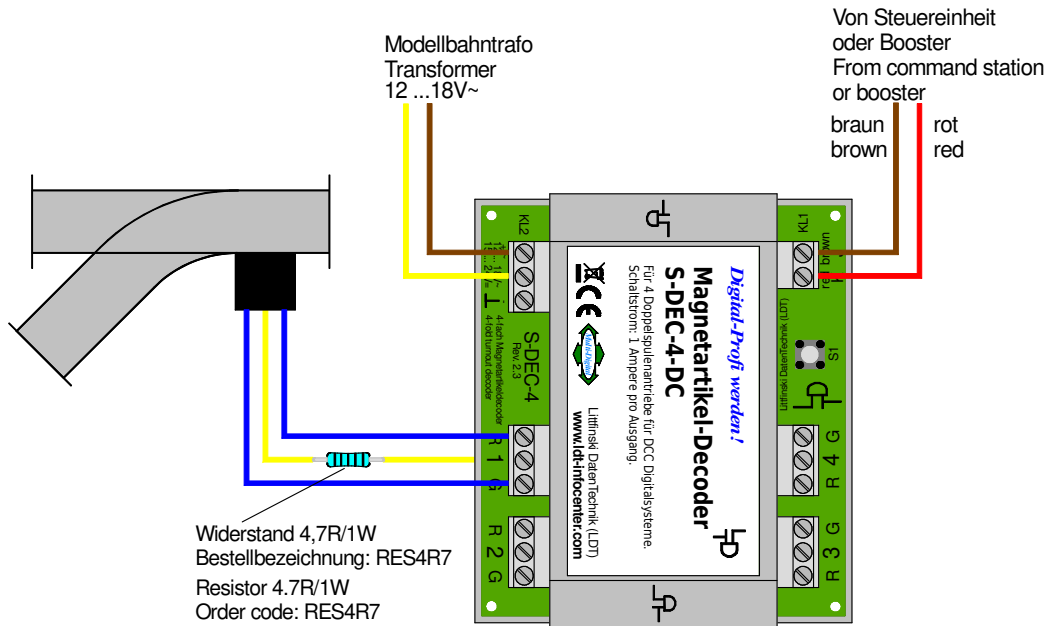 Modellbahntrafo
Transformer
12 ...18V~
Von Steuereinheit
oder Booster
From command station
or booster
braun
brown
rot
red
KL2
KL1
red brown
S-DEC-4
Rev. 2.3
4-fach Magnetartikeldecoder
4-fold turnout decoder
Digital-Profi werden!
Magnetartikel-Decoder
S-DEC-4-DC
Für 4 Doppelspulenantriebe für DCC Digitalsysteme.
Schaltstrom: 1 Ampere pro Ausgang.
CE
Multi-Digital
Littfinski DatenTechnik (LDT)
www.ldt-infocenter.com
Littfinski DatenTechnik (LDT)
S1
R 1 G
R 2 G
R 4 G
R 3 G
Widerstand 4,7R/1W
Bestellbezeichnung: RES4R7
Resistor 4.7R/1W
Order code: RES4R7